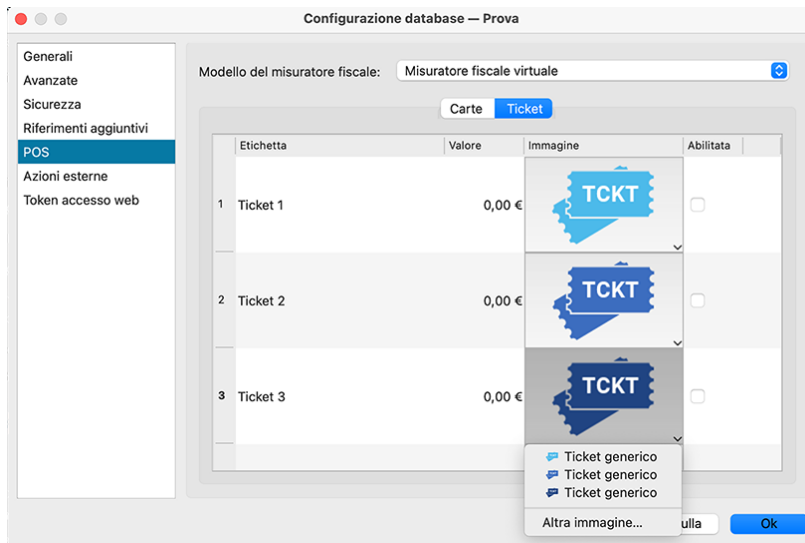 Configurazione database — Prova
Generali
Avanzate
Sicurezza
Riferimenti aggiuntivi
POS
Azioni esterne
Token accesso web
Modello del misuratore fiscale: Misuratore fiscale virtuale
Carte Ticket
Etichetta Valore Immagine Abilitata
1 Ticket 1 0,00 € TCKT
2 Ticket 2 0,00 € TCKT
3 Ticket 3 0,00 € TCKT
Ticket generico
Ticket generico
Ticket generico
Altra immagine...
ulla Ok